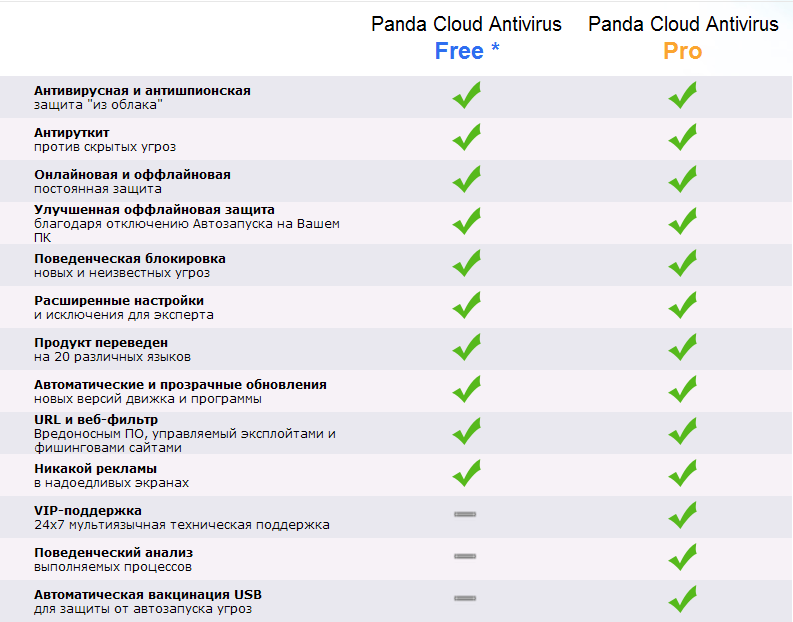 Panda Cloud Antivirus Panda Cloud Antivirus
Free * Pro
Антивирусная и антишпионская
защита "из облака"
Антируткит
против скрытых угроз
Онлайновая и оффлайновая
постоянная защита
Улучшенная оффлайновая защита
благодаря отключению Автозапуска на Вашем
ПК
Поведенческая блокировка
новых и неизвестных угроз
Расширенные настройки
и исключения для эксперта
Продукт переведен
на 20 различных языков
Автоматические и прозрачные обновления
новых версий движка и программы
URL и веб-фильтр
Вредоносным ПО, управляемый эксплойтами и
фишинговами сайтами
Никакой рекламы
в надоедливых экранах
VIP-поддержка
24x7 мультиязычная техническая поддержка
Поведенческий анализ
выполняемых процессов
Автоматическая вакцинация USB
для защиты от автозапуска угроз